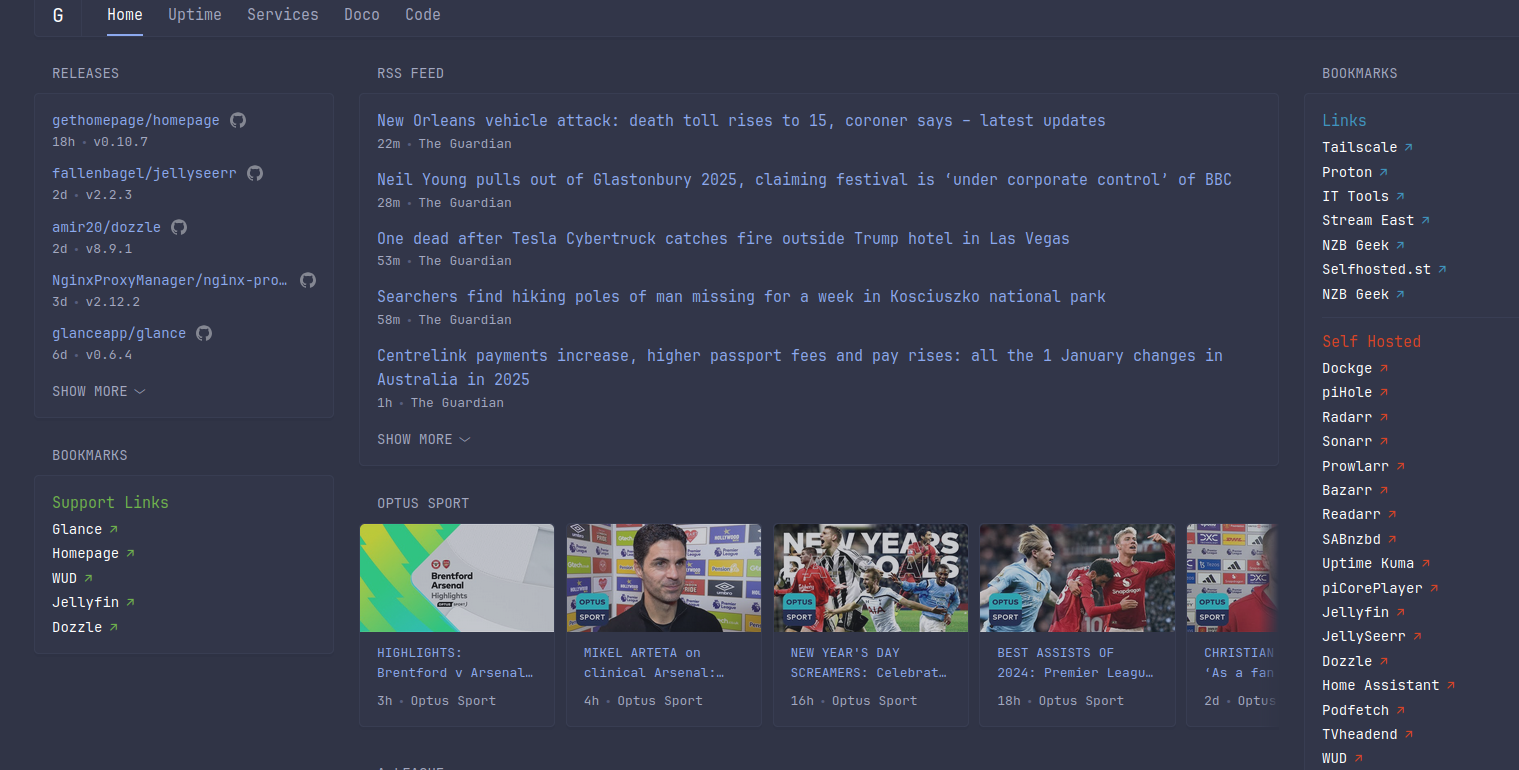 G
Home
Uptime
Services
Doco
Code
RELEASES
gethomepage/homepage
18h • v0.10.7
fallenbagel/jellyseerr
2d • v2.2.3
amir20/dozzle
2d • v8.9.1
NginxProxyManager/nginx-pro…
3d • v2.12.2
glanceapp/glance
6d • v0.6.4
SHOW MORE
BOOKMARKS
Support Links
Glance
Homepage
WUD
Jellyfin
Dozzle
RSS FEED
New Orleans vehicle attack: death toll rises to 15, coroner says – latest updates
22m • The Guardian
Neil Young pulls out of Glastonbury 2025, claiming festival is ‘under corporate control’ of BBC
28m • The Guardian
One dead after Tesla Cybertruck catches fire outside Trump hotel in Las Vegas
53m • The Guardian
Searchers find hiking poles of man missing for a week in Kosciuszko national park
58m • The Guardian
Centrelink payments increase, higher passport fees and pay rises: all the 1 January changes in
Australia in 2025
1h • The Guardian
SHOW MORE
OPTUS SPORT
Brentford
Arsenal
Highlights
OPTUS SPORT
HIGHLIGHTS:
Brentford v Arsenal…
3h • Optus Sport
OPTUS
SPORT
MIKEL ARTETA on
clinical Arsenal:…
4h • Optus Sport
NEW YEARS
OPTUS
SPORT
NEW YEAR'S DAY
SCREAMERS: Celebrat…
16h • Optus Sport
OPTUS
SPORT
Snapdragon
BEST ASSISTS OF
2024: Premier Leagu…
18h • Optus Sport
OPTUS
SPORT
CHRISTIAN
‘As a fan
2d • Optus
BOOKMARKS
Links
Tailscale
Proton
IT Tools
Stream East
NZB Geek
Selfhosted.st
NZB Geek
Self Hosted
Dockge
piHole
Radarr
Sonarr
Prowlarr
Bazarr
Readarr
SABnzbd
Uptime Kuma
piCorePlayer
Jellyfin
JellySeerr
Dozzle
Home Assistant
Podfetch
TVheadend
WUD